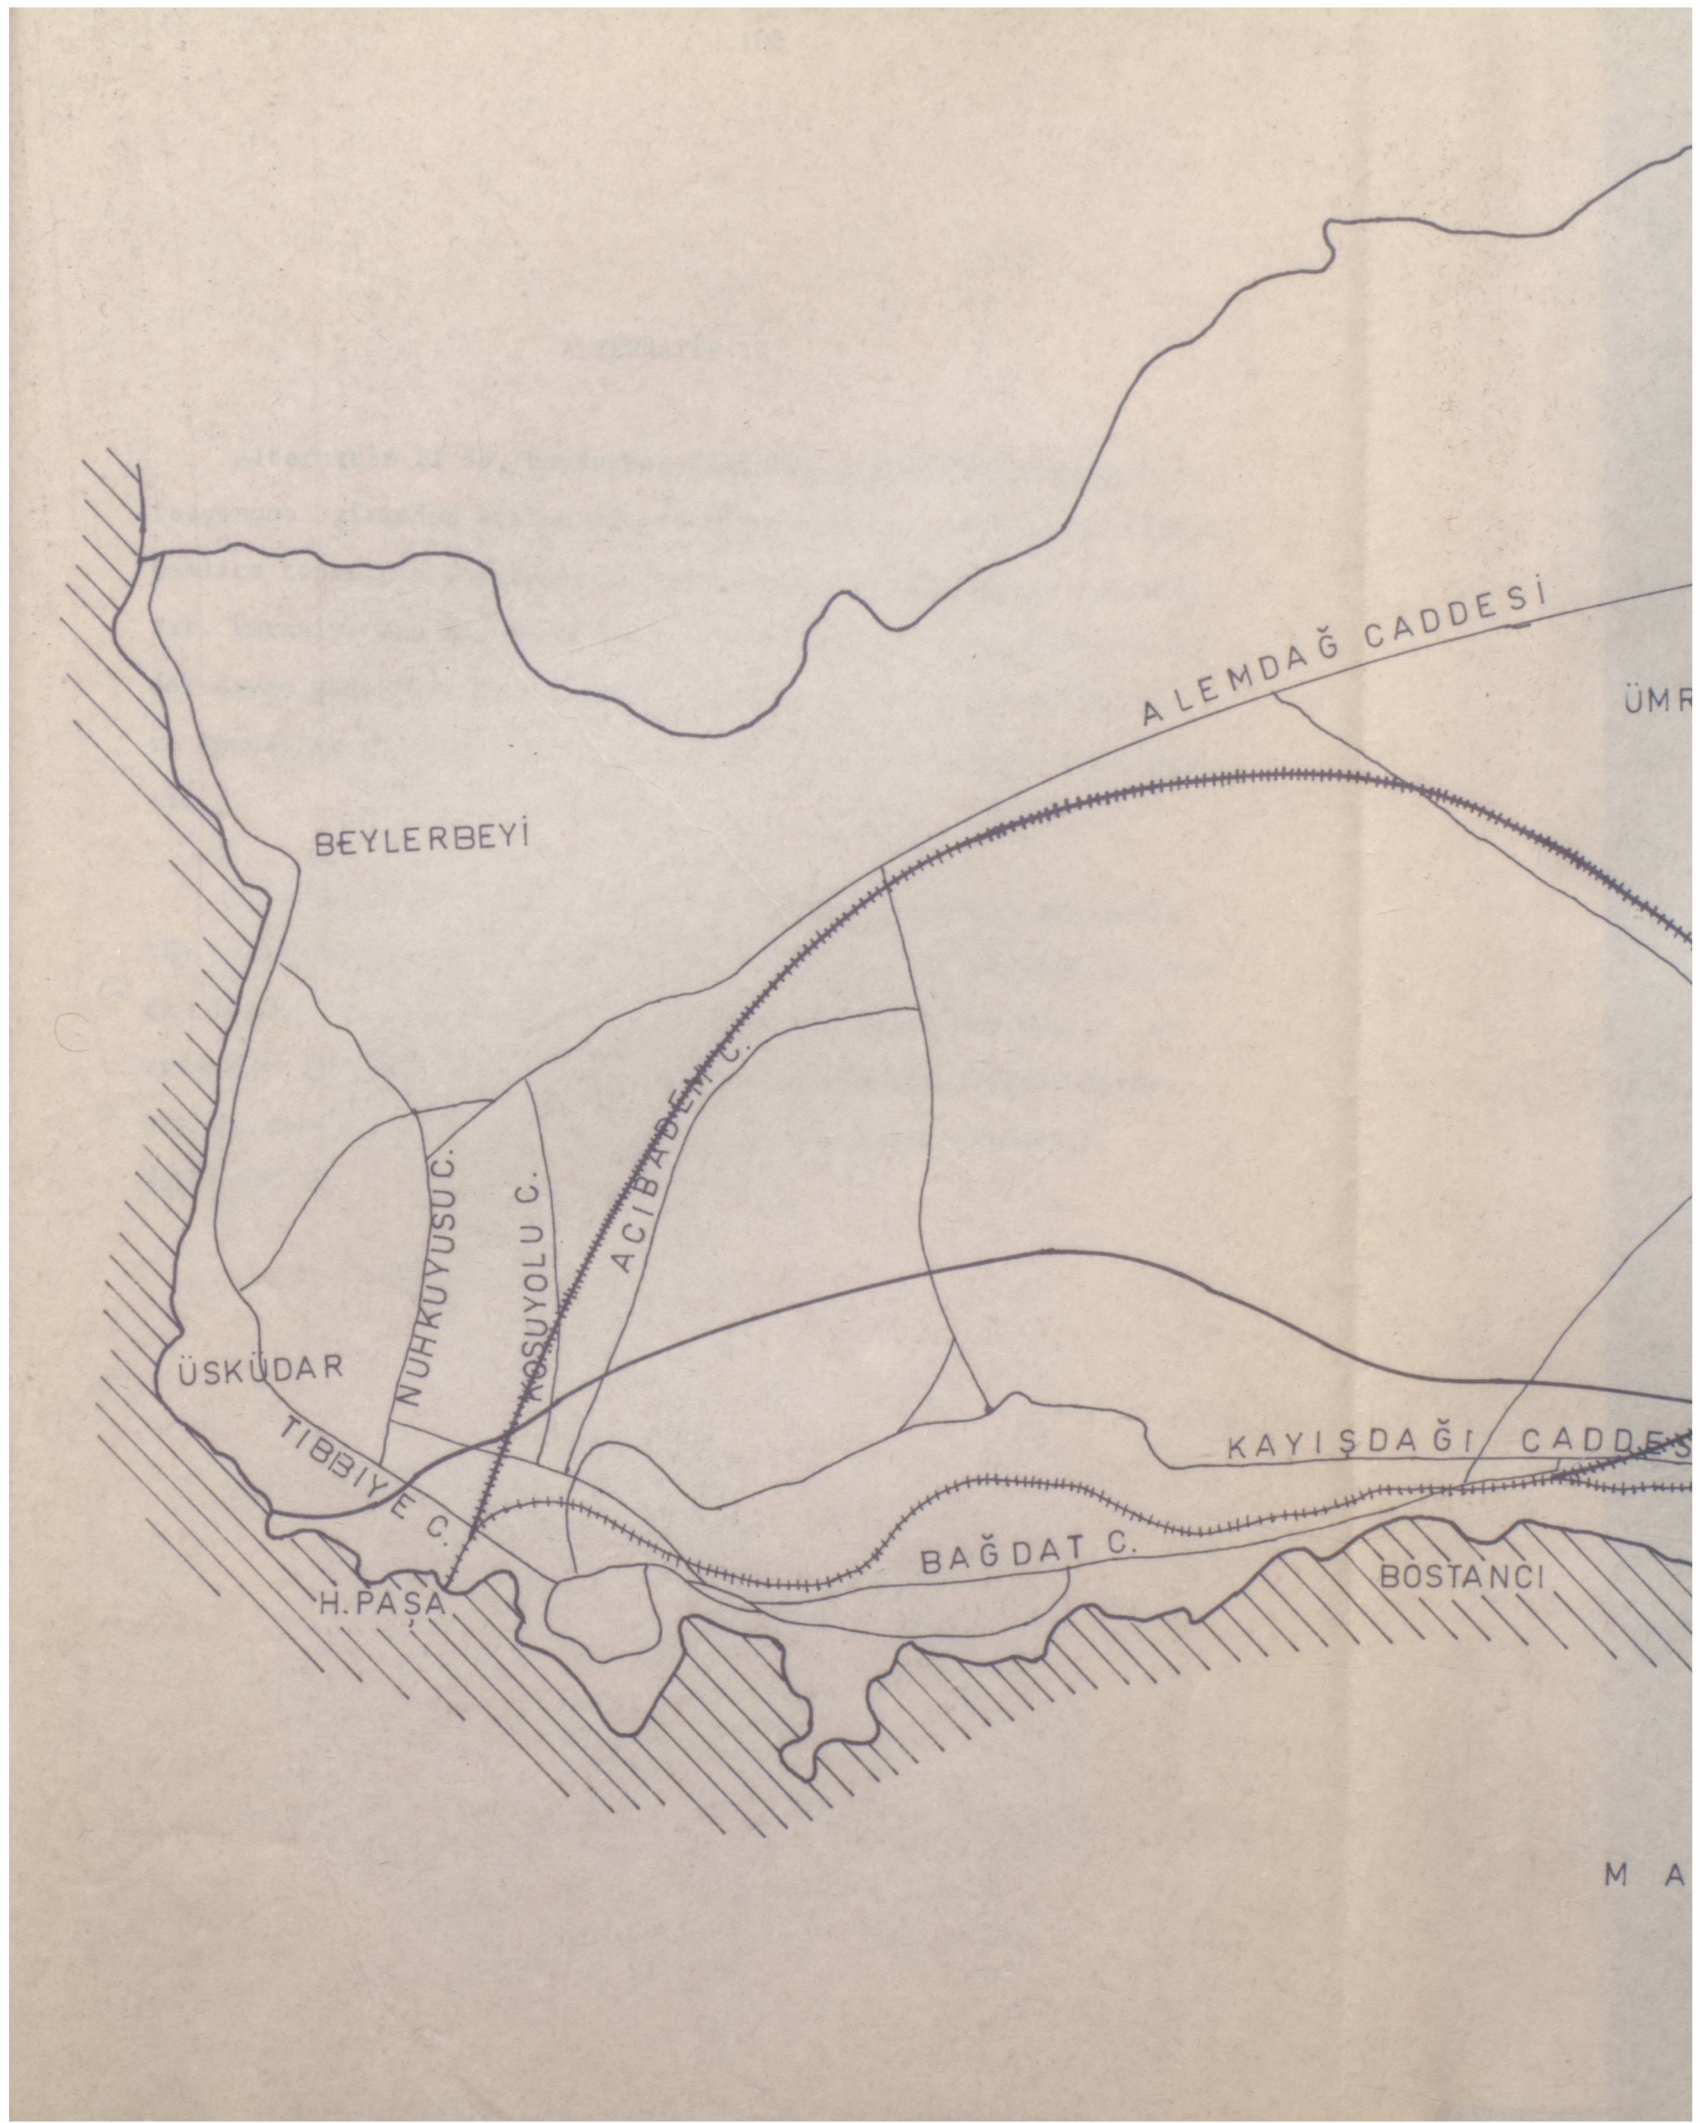 ALEMDAĞ CADDESİ
ÜMR
BEYLERBEYİ
ACIBADEM C.
NUHKUYUSU C.
KOŞUYOLU C.
ÜSKÜDAR
TIBBIYE C.
KAYIŞDAĞI CADDES
BAĞDAT C.
BOSTANCI
H.PAŞA
M A